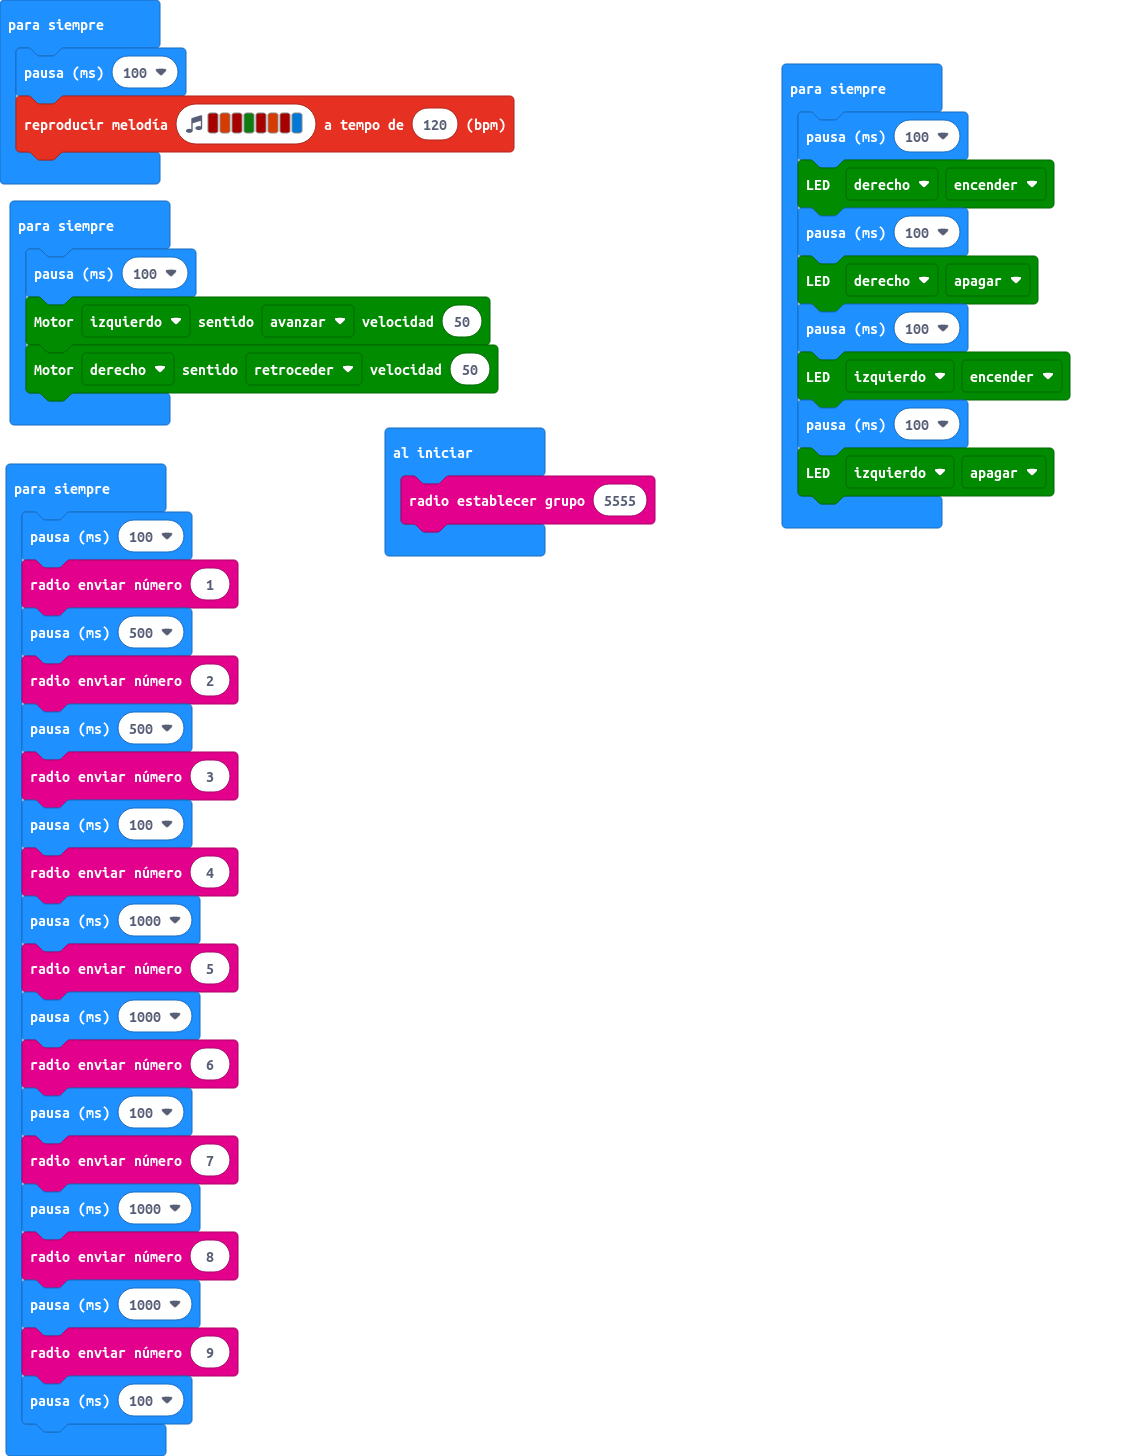 para siempre
pausa (ms) 100
reproducir melodía a tempo de 120 (bpm)
para siempre
pausa (ms) 100
Motor izquierdo sentido avanzar velocidad 50
Motor derecho sentido retroceder velocidad 50
para siempre
pausa (ms) 100
radio enviar número 1
pausa (ms) 500
radio enviar número 2
pausa (ms) 500
radio enviar número 3
pausa (ms) 100
radio enviar número 4
pausa (ms) 1000
radio enviar número 5
pausa (ms) 1000
radio enviar número 6
pausa (ms) 100
radio enviar número 7
pausa (ms) 1000
radio enviar número 8
pausa (ms) 1000
radio enviar número 9
pausa (ms) 100
al iniciar
radio establecer grupo 5555
para siempre
pausa (ms) 100
LED derecho encender
pausa (ms) 100
LED derecho apagar
pausa (ms) 100
LED izquierdo encender
pausa (ms) 100
LED izquierdo apagar